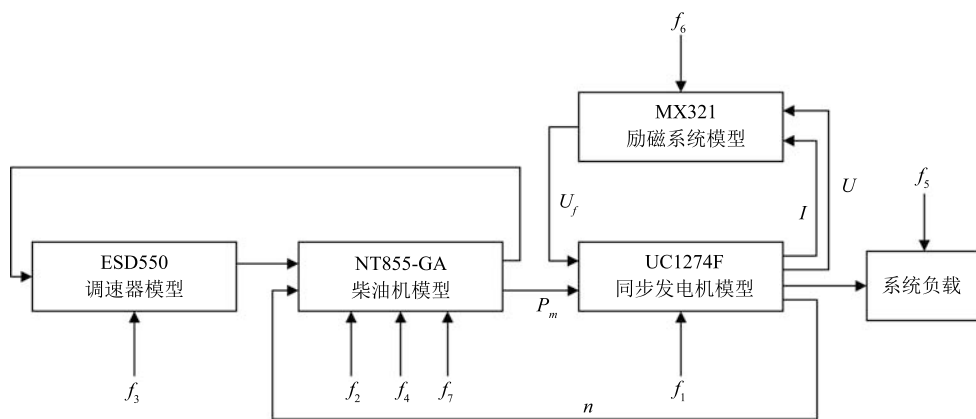 f₆
MX321
励磁系统模型
U_f
I
U
f₅
ESD550
调速器模型
NT855-GA
柴油机模型
P_m
UC1274F
同步发电机模型
系统负载
f₃
f₂
f₄
f₇
f₁
n